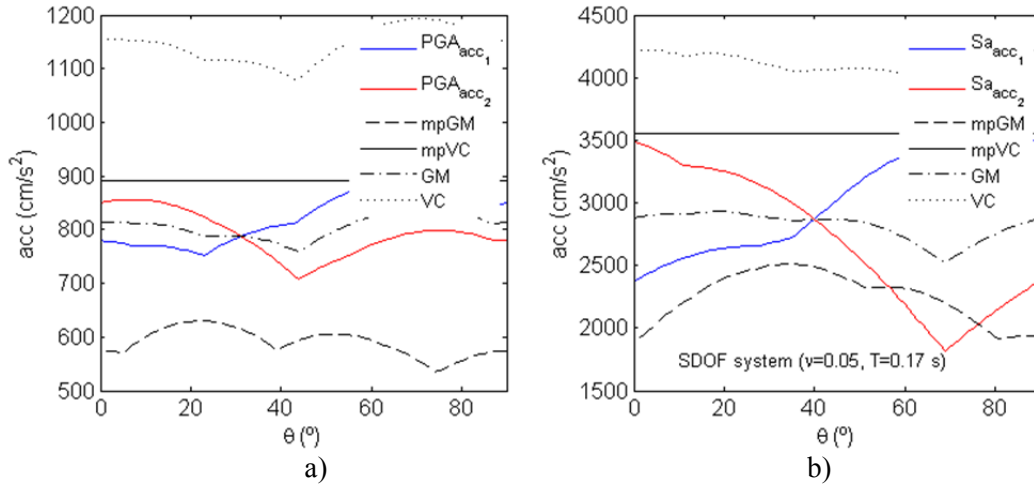 1200
1100
1000
900
800
700
600
500
acc (cm/s²)
0 20 40 60 80
θ (º)
PGAacc1
PGAacc2
mpGM
mpVC
GM
VC
a)
4500
4000
3500
3000
2500
2000
1500
acc (cm/s²)
0 20 40 60 80
θ (º)
Saacc1
Saacc2
mpGM
mpVC
GM
VC
SDOF system (ν=0.05, T=0.17 s)
b)